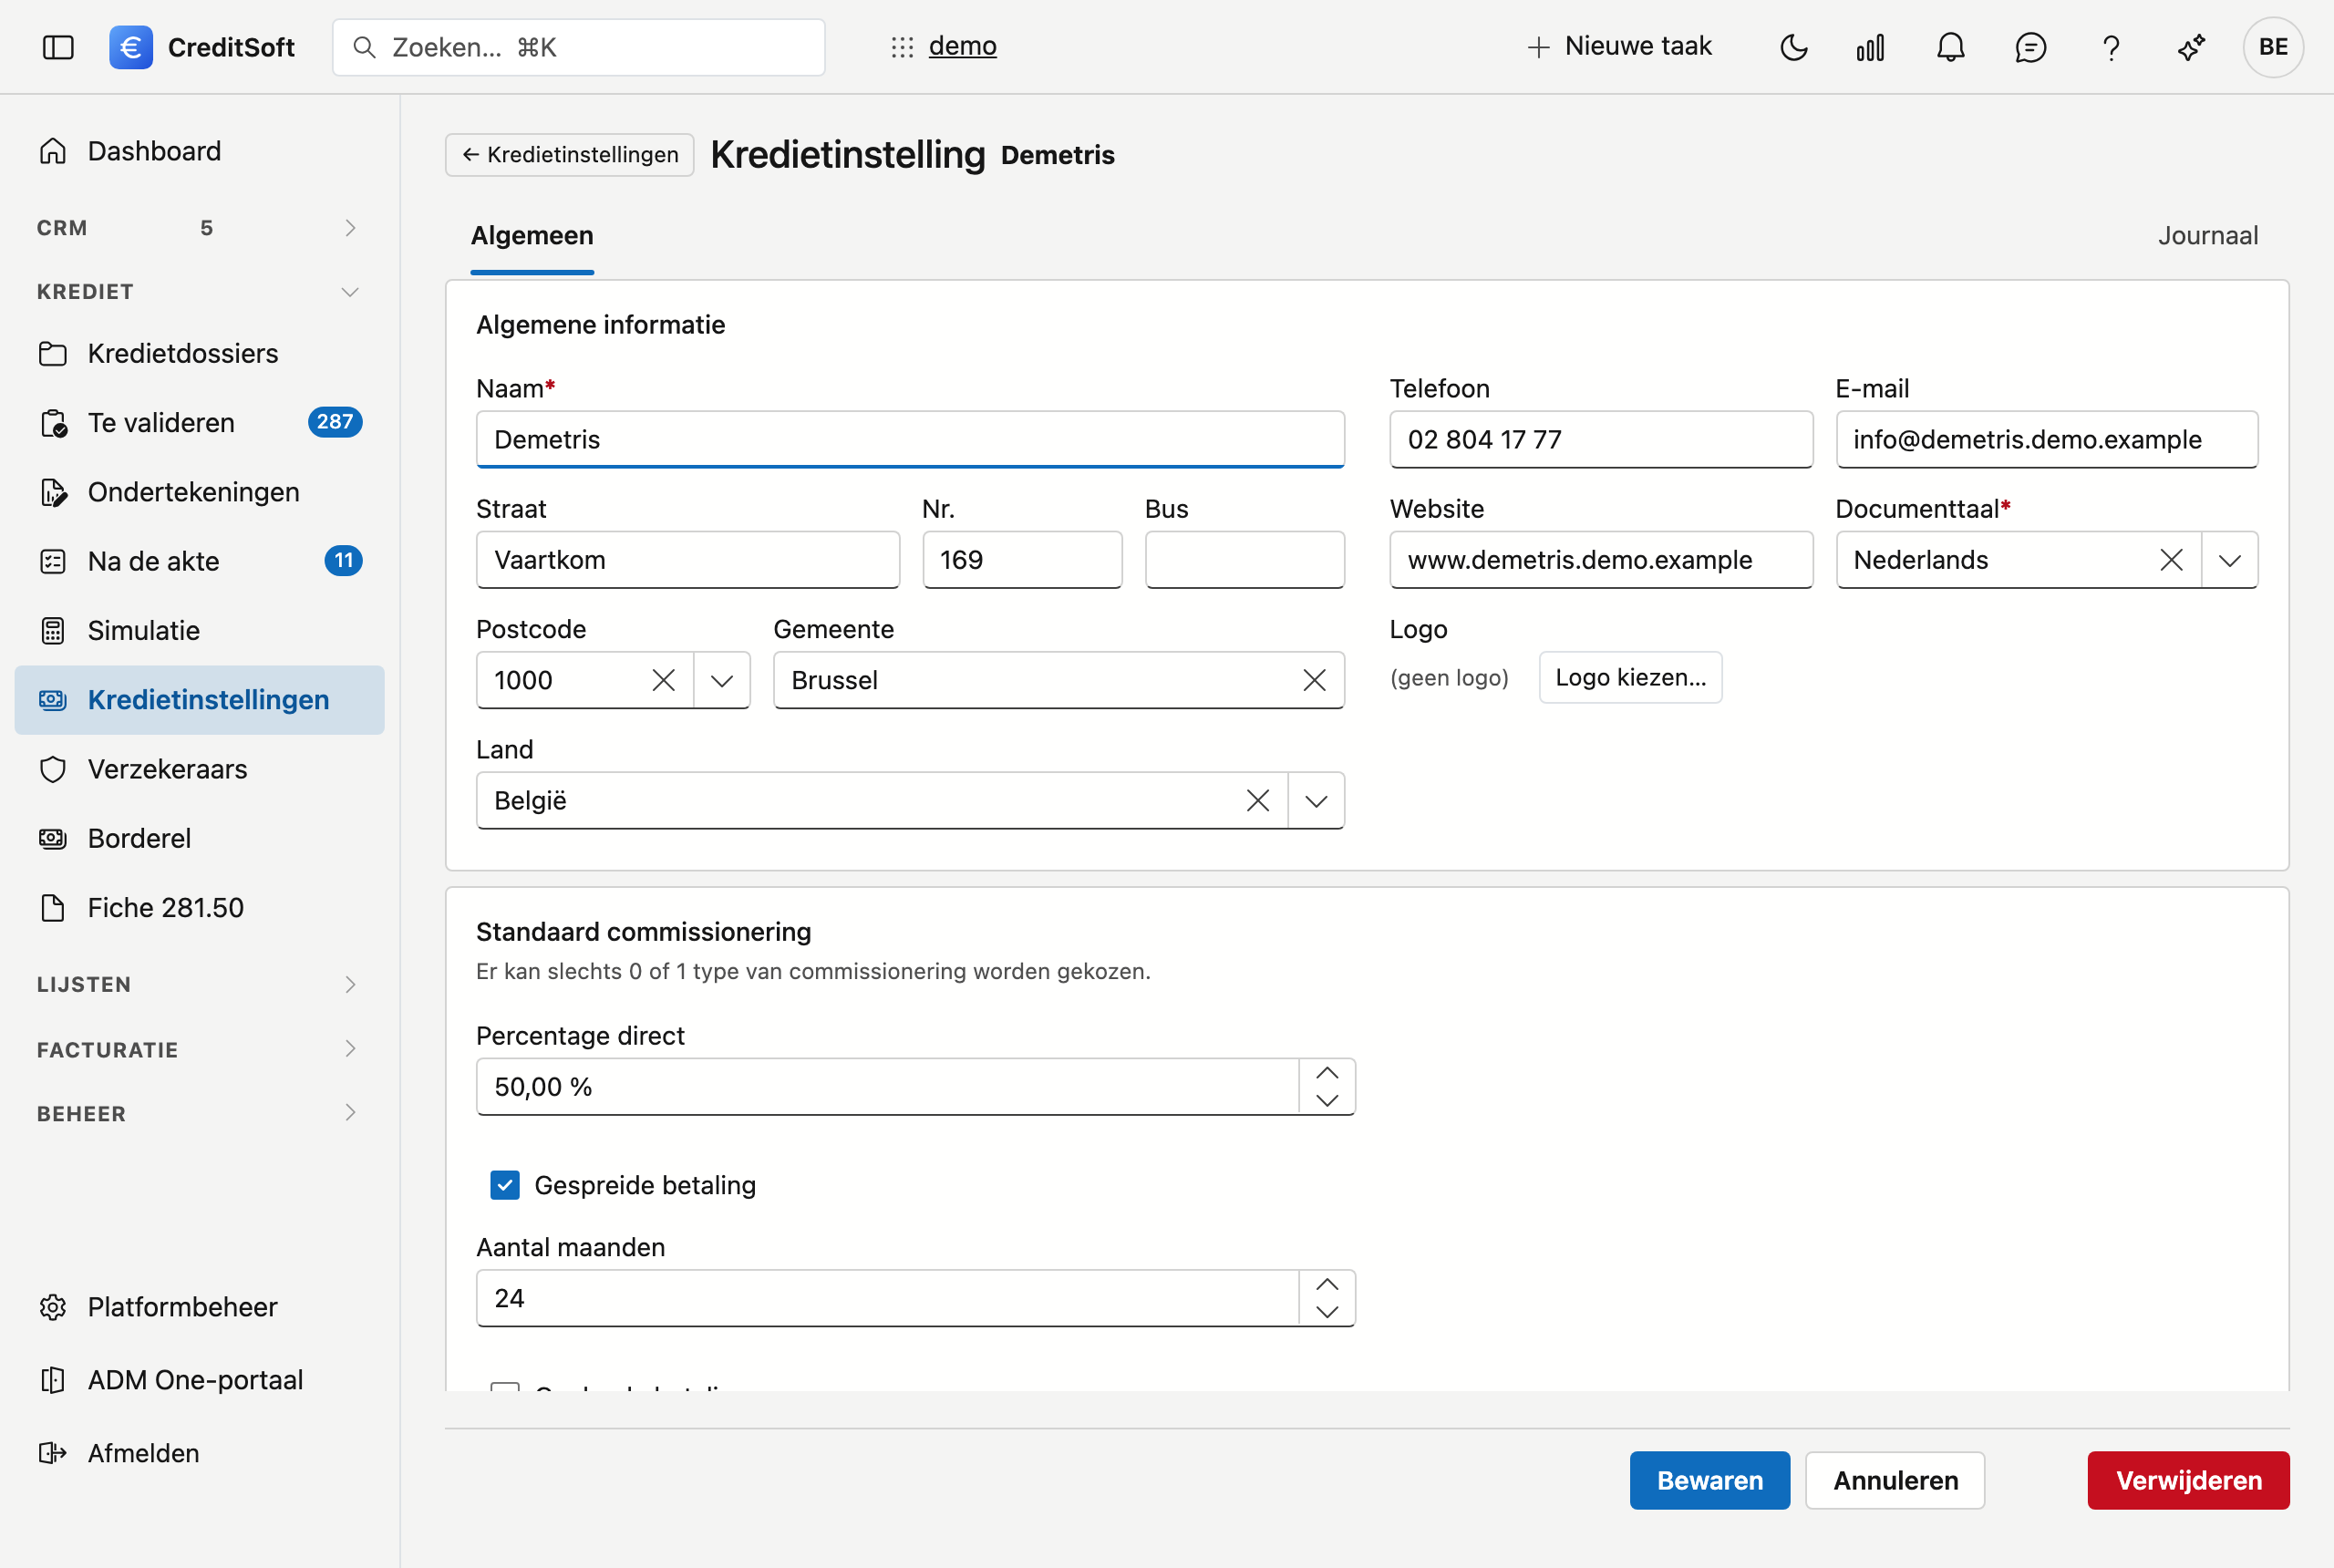 CreditSoft
Zoeken... ⌘K
demo
Nieuwe taak
BE
Dashboard
CRM 5
KREDIET
Kredietdossiers
Te valideren 287
Ondertekeningen
Na de akte 11
Simulatie
Kredietinstellingen
Verzekeraars
Borderel
Fiche 281.50
LIJSTEN
FACTURATIE
BEHEER
Platformbeheer
ADM One-portaal
Afmelden
← Kredietinstellingen
Kredietinstelling Demetris
Algemeen
Journaal
Algemene informatie
Naam*
Demetris
Telefoon
02 804 17 77
E-mail
info@demetris.demo.example
Straat
Vaartkom
Nr.
169
Bus
Website
www.demetris.demo.example
Documenttaal*
Nederlands
Postcode
1000
Gemeente
Brussel
Logo
(geen logo)
Logo kiezen...
Land
België
Standaard commissionering
Er kan slechts 0 of 1 type van commissionering worden gekozen.
Percentage direct
50,00 %
Gespreide betaling
Aantal maanden
24
Bewaren
Annuleren
Verwijderen